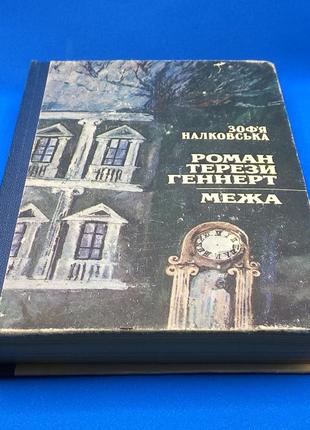 ЗОФ'Я
НАЛКОВСЬКА
РОМАН
ТЕРЕЗИ
ГЕННЕРТ
МЕЖА